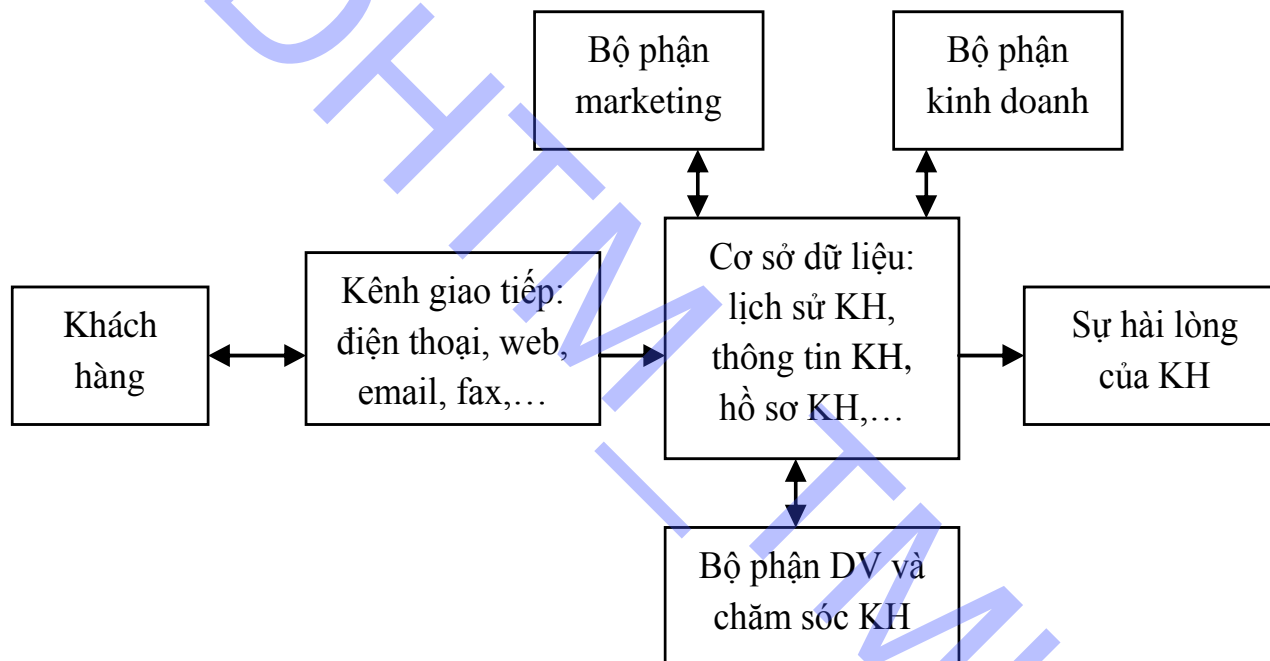 Bộ phận
marketing
Bộ phận
kinh doanh
Khách
hàng
Kênh giao tiếp:
điện thoại, web,
email, fax,…
Cơ sở dữ liệu:
lịch sử KH,
thông tin KH,
hồ sơ KH,…
Sự hài lòng
của KH
Bộ phận DV và
chăm sóc KH
DHTM_TM